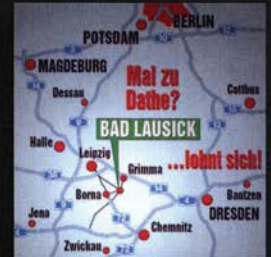 BERLIN
POTSDAM
MAGDEBURG
Mal zu
Dathe?
Dessau
Cottbus
BAD LAUSICK
Halle
Leipzig
Grimma
...lohnt sich!
Borna
Bautzen
Jena
DRESDEN
Chemnitz
Zwickau